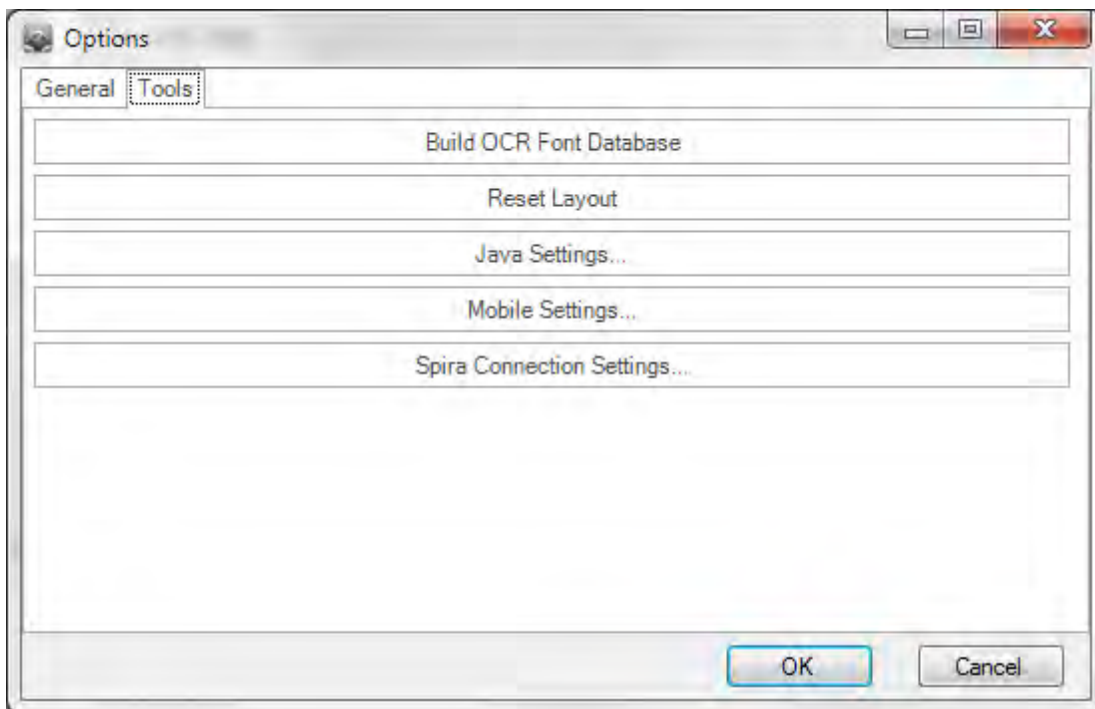 Options
General Tools
Build OCR Font Database
Reset Layout
Java Settings...
Mobile Settings...
Spira Connection Settings...
OK Cancel